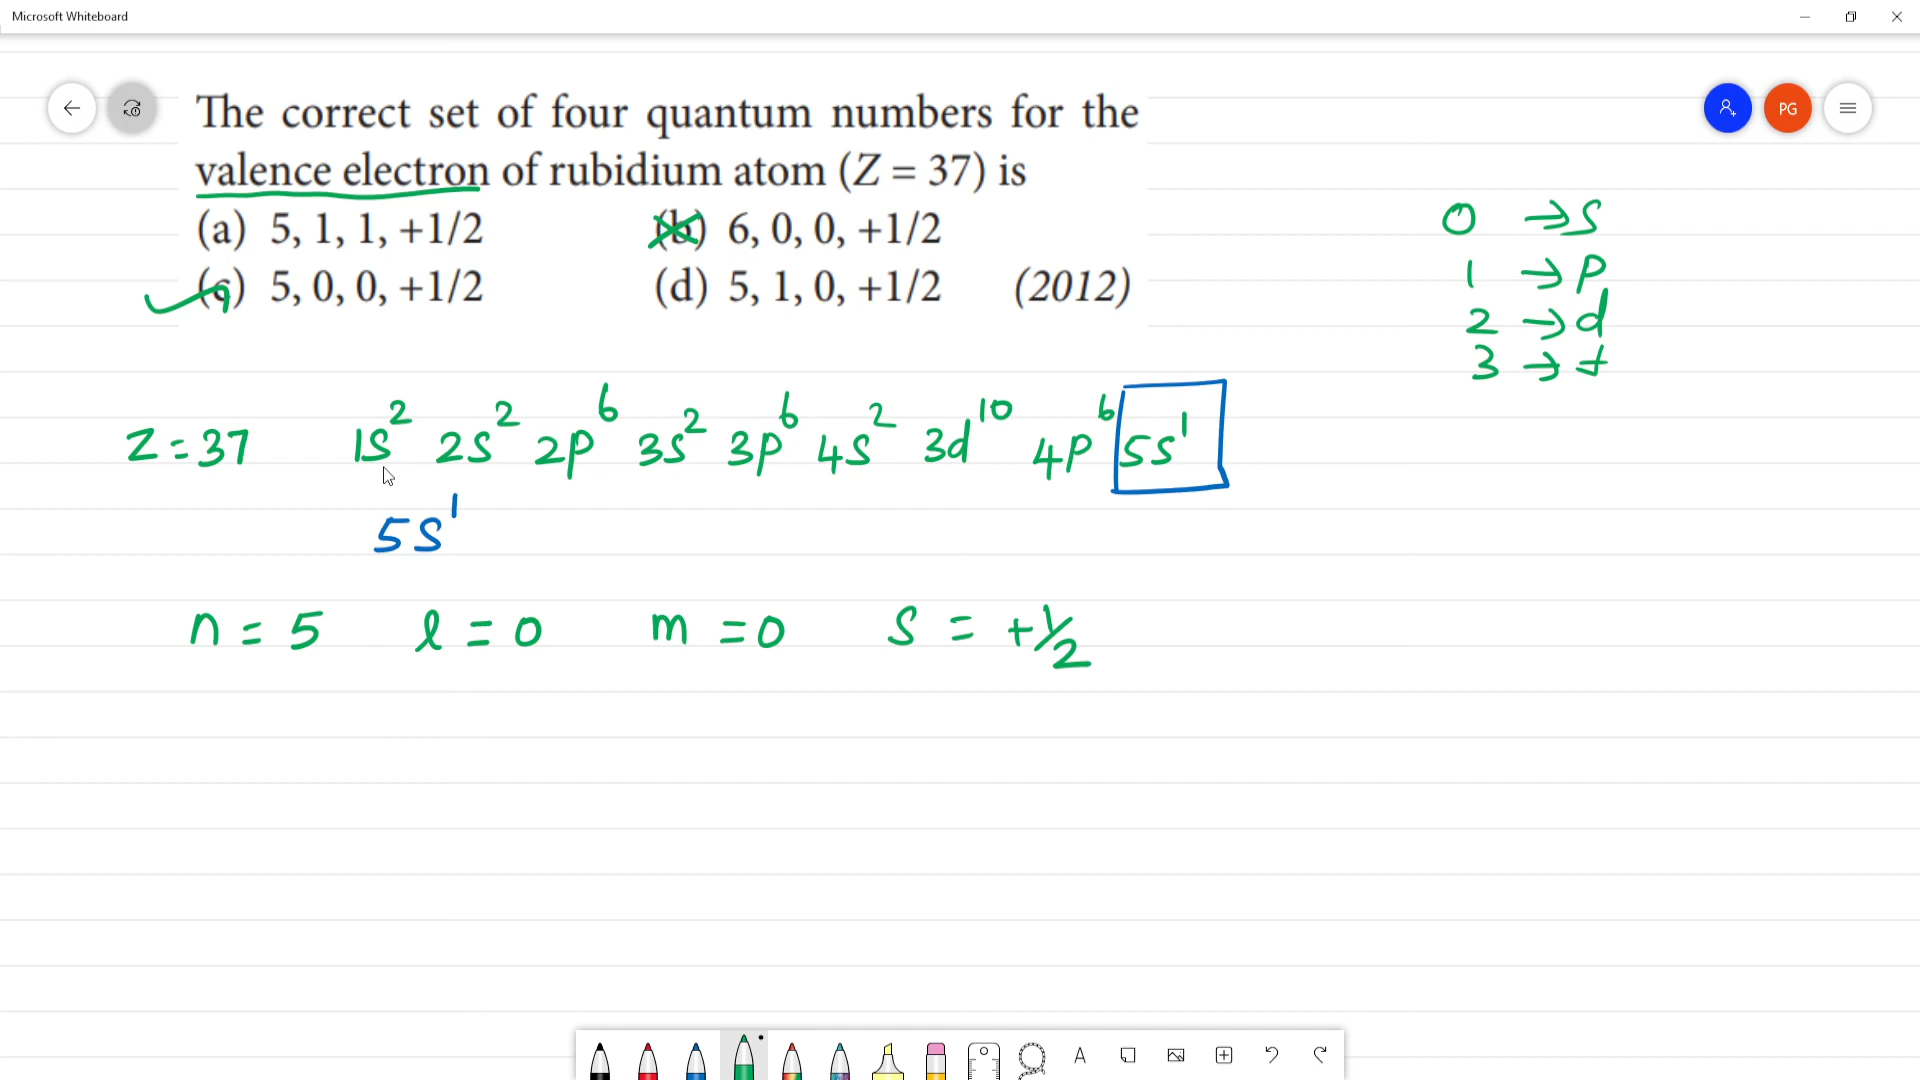 Microsoft Whiteboard
PG
The correct set of four quantum numbers for the
valence electron of rubidium atom (Z = 37) is
(a) 5, 1, 1, +1/2 (b) 6, 0, 0, +1/2
(c) 5, 0, 0, +1/2 (d) 5, 1, 0, +1/2 (2012)
0 → s
1 → p
2 → d
3 → f
Z = 37 1s² 2s² 2p⁶ 3s² 3p⁶ 4s² 3d¹⁰ 4p⁶ 5s¹
5s¹
n = 5 l = 0 m = 0 s = +1/2
A